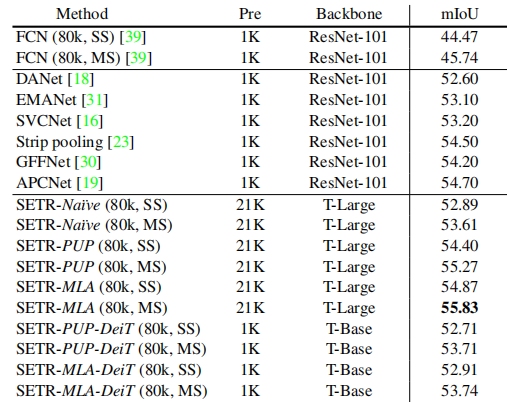 Method Pre Backbone mIoU
FCN (80k, SS) [39] 1K ResNet-101 44.47
FCN (80k, MS) [39] 1K ResNet-101 45.74
DANet [18] 1K ResNet-101 52.60
EMANet [31] 1K ResNet-101 53.10
SVCNet [16] 1K ResNet-101 53.20
Strip pooling [23] 1K ResNet-101 54.50
GFFNet [30] 1K ResNet-101 54.20
APCNet [19] 1K ResNet-101 54.70
SETR-Naïve (80k, SS) 21K T-Large 52.89
SETR-Naïve (80k, MS) 21K T-Large 53.61
SETR-PUP (80k, SS) 21K T-Large 54.40
SETR-PUP (80k, MS) 21K T-Large 55.27
SETR-MLA (80k, SS) 21K T-Large 54.87
SETR-MLA (80k, MS) 21K T-Large 55.83
SETR-PUP-DeiT (80k, SS) 1K T-Base 52.71
SETR-PUP-DeiT (80k, MS) 1K T-Base 53.71
SETR-MLA-DeiT (80k, SS) 1K T-Base 52.91
SETR-MLA-DeiT (80k, MS) 1K T-Base 53.74